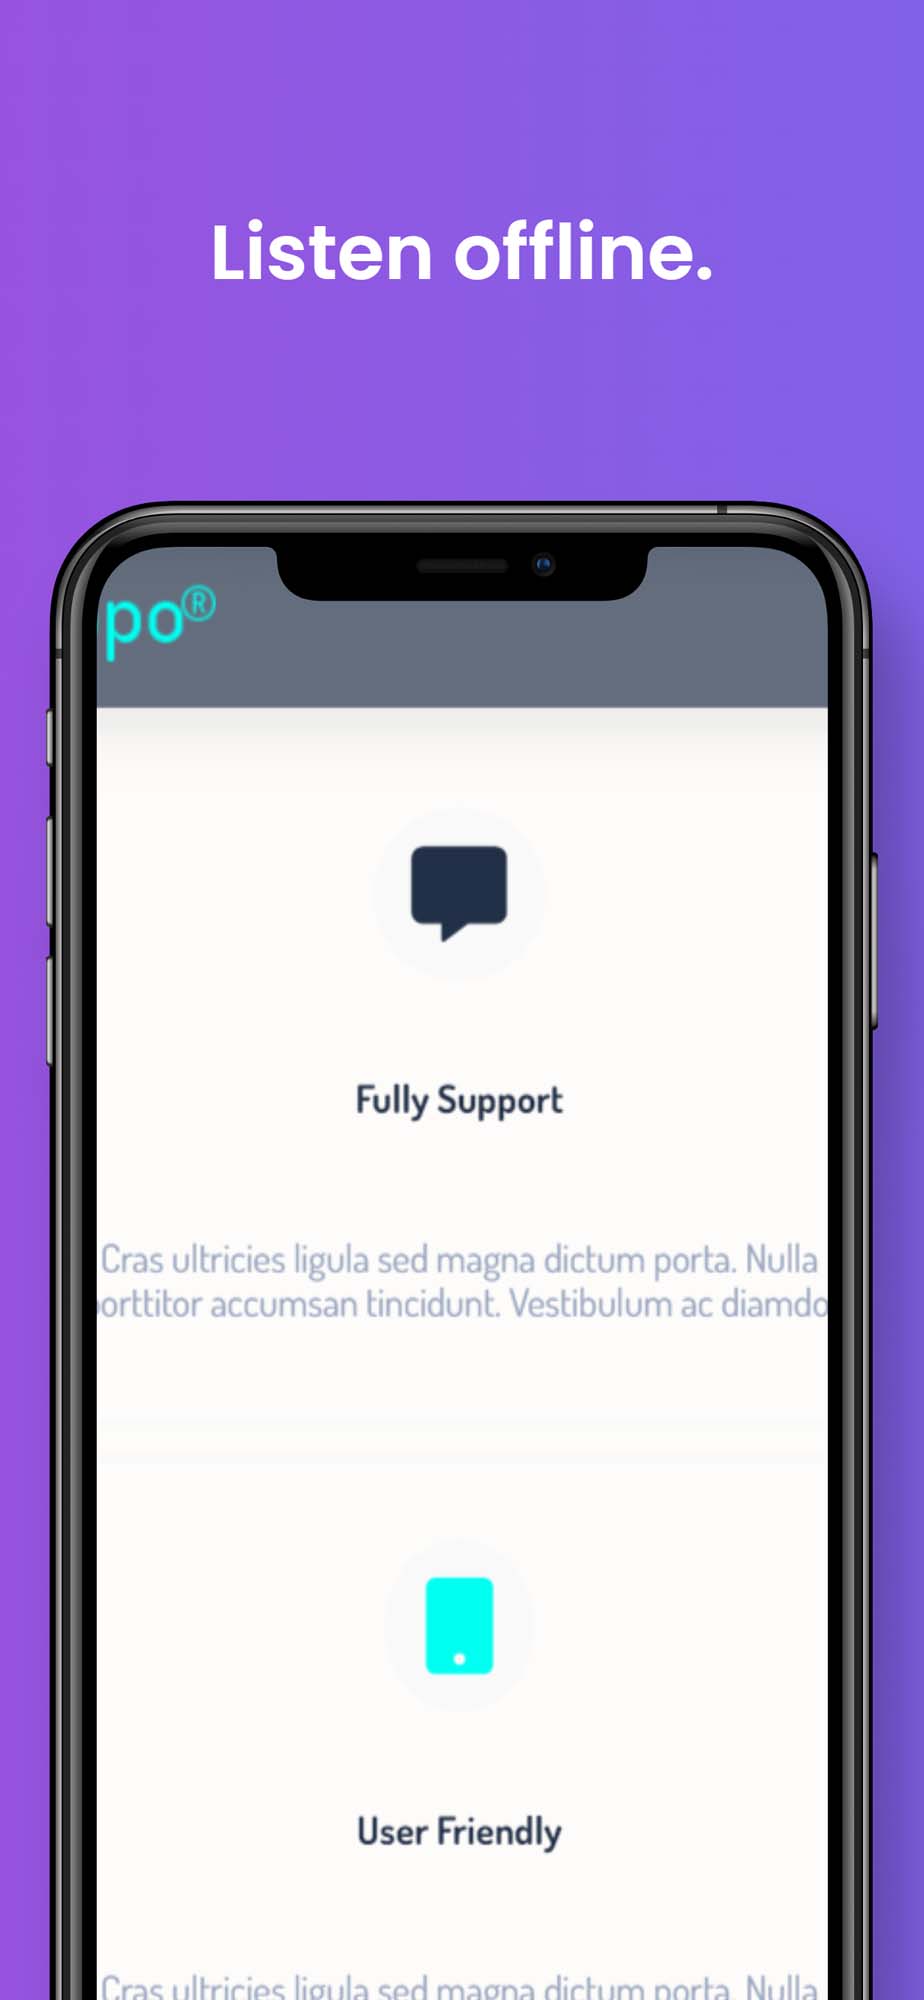 Listen offline.
po®
Fully Support
Cras ultricies ligula sed magna dictum porta. Nulla
orttitor accumsan tincidunt. Vestibulum ac diamdo
User Friendly
Cras ultricies ligula sed magna dictum porta. Nulla